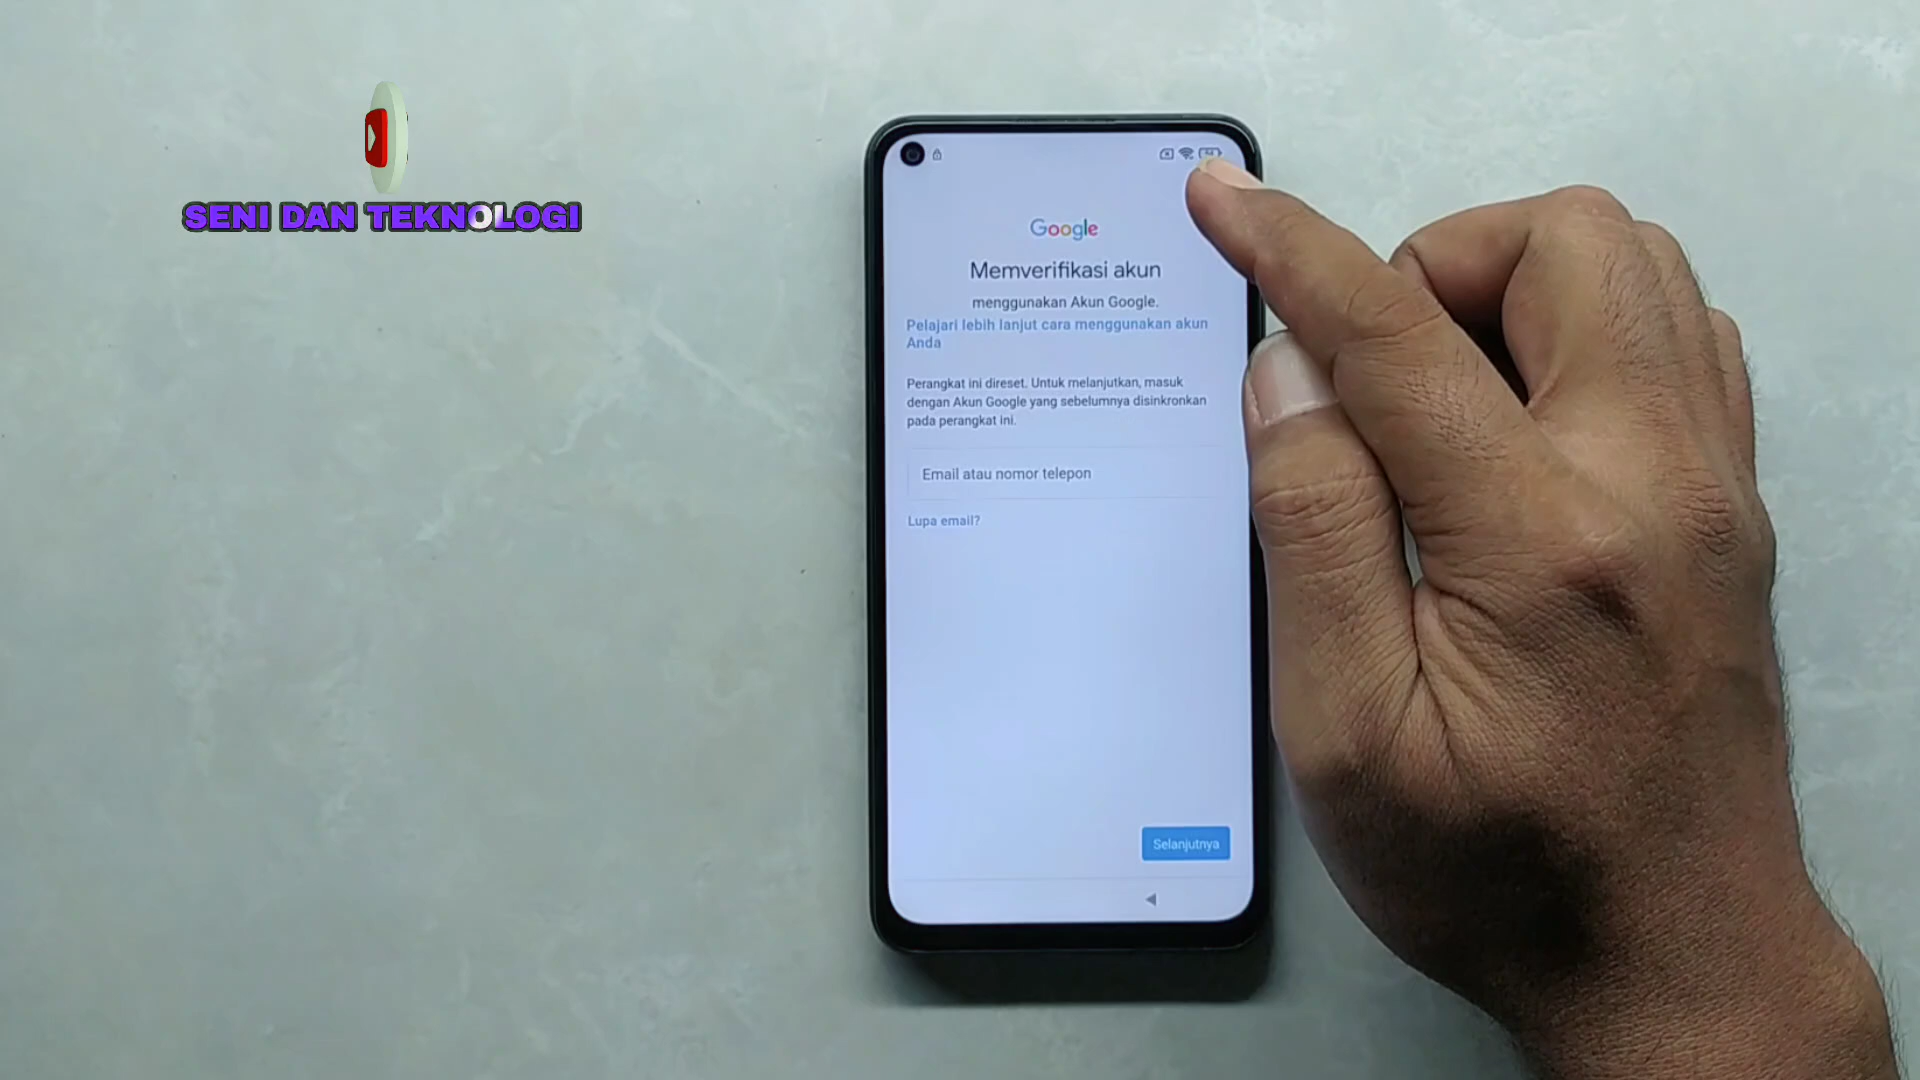 SENI DAN TEKNOLOGI
Google
Memverifikasi akun
menggunakan Akun Google.
Pelajari lebih lanjut cara menggunakan akun
Anda
Perangkat ini direset. Untuk melanjutkan, masuk
dengan Akun Google yang sebelumnya disinkronkan
pada perangkat ini.
Email atau nomor telepon
Lupa email?
Selanjutnya